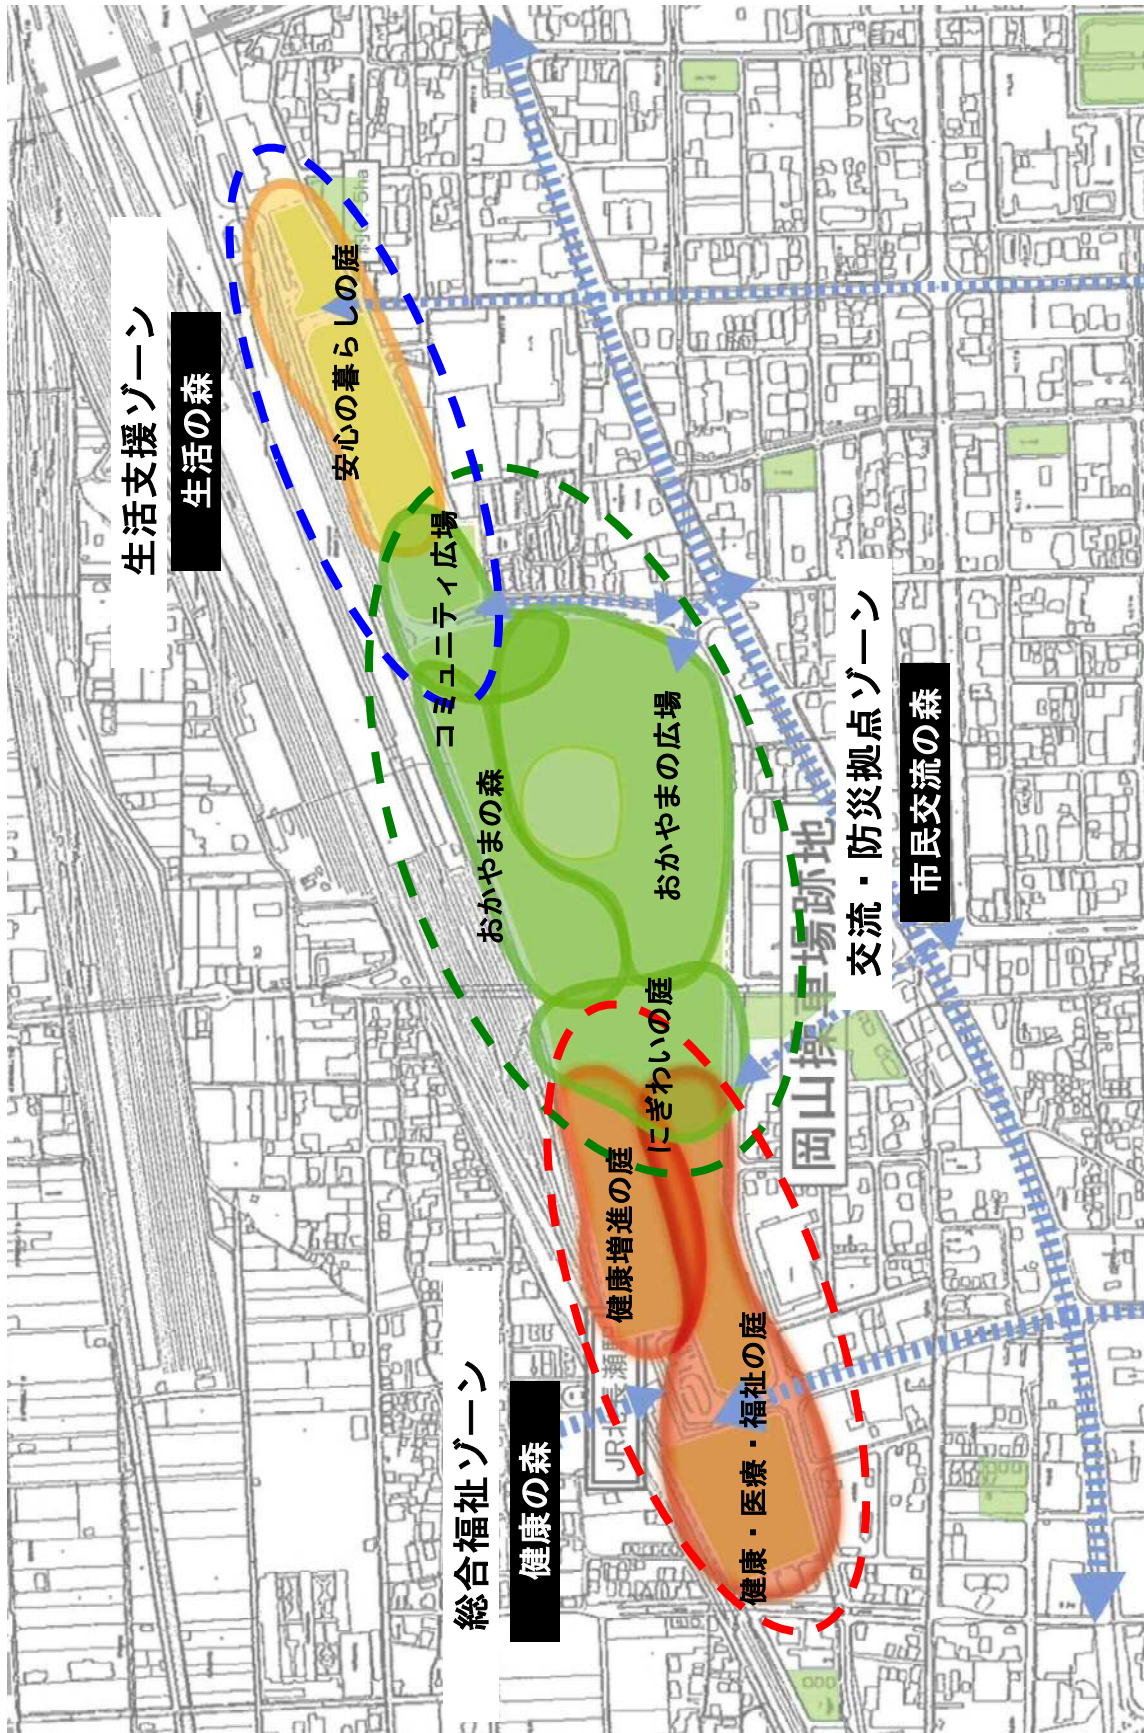 総合福祉ゾーン
健康の森
生活支援ゾーン
生活の森
交流・防災拠点ゾーン
市民交流の森
健康・医療・福祉の庭
健康増進の庭
にぎわいの庭
おかやまの森
おかやまの広場
コミュニティ広場
安心の暮らしの庭
岡山操車場跡地